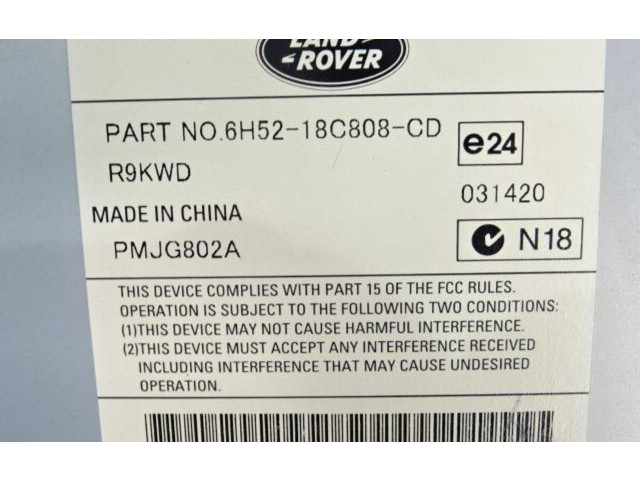 LAND
ROVER
PART NO.6H52-18C808-CD
e24
R9KWD
031420
MADE IN CHINA
N18
PMJG802A
THIS DEVICE COMPLIES WITH PART 15 OF THE FCC RULES.
OPERATION IS SUBJECT TO THE FOLLOWING TWO CONDITIONS:
(1)THIS DEVICE MAY NOT CAUSE HARMFUL INTERFERENCE.
(2)THIS DEVICE MUST ACCEPT ANY INTERFERENCE RECEIVED
INCLUDING INTERFERENCE THAT MAY CAUSE UNDESIRED
OPERATION.